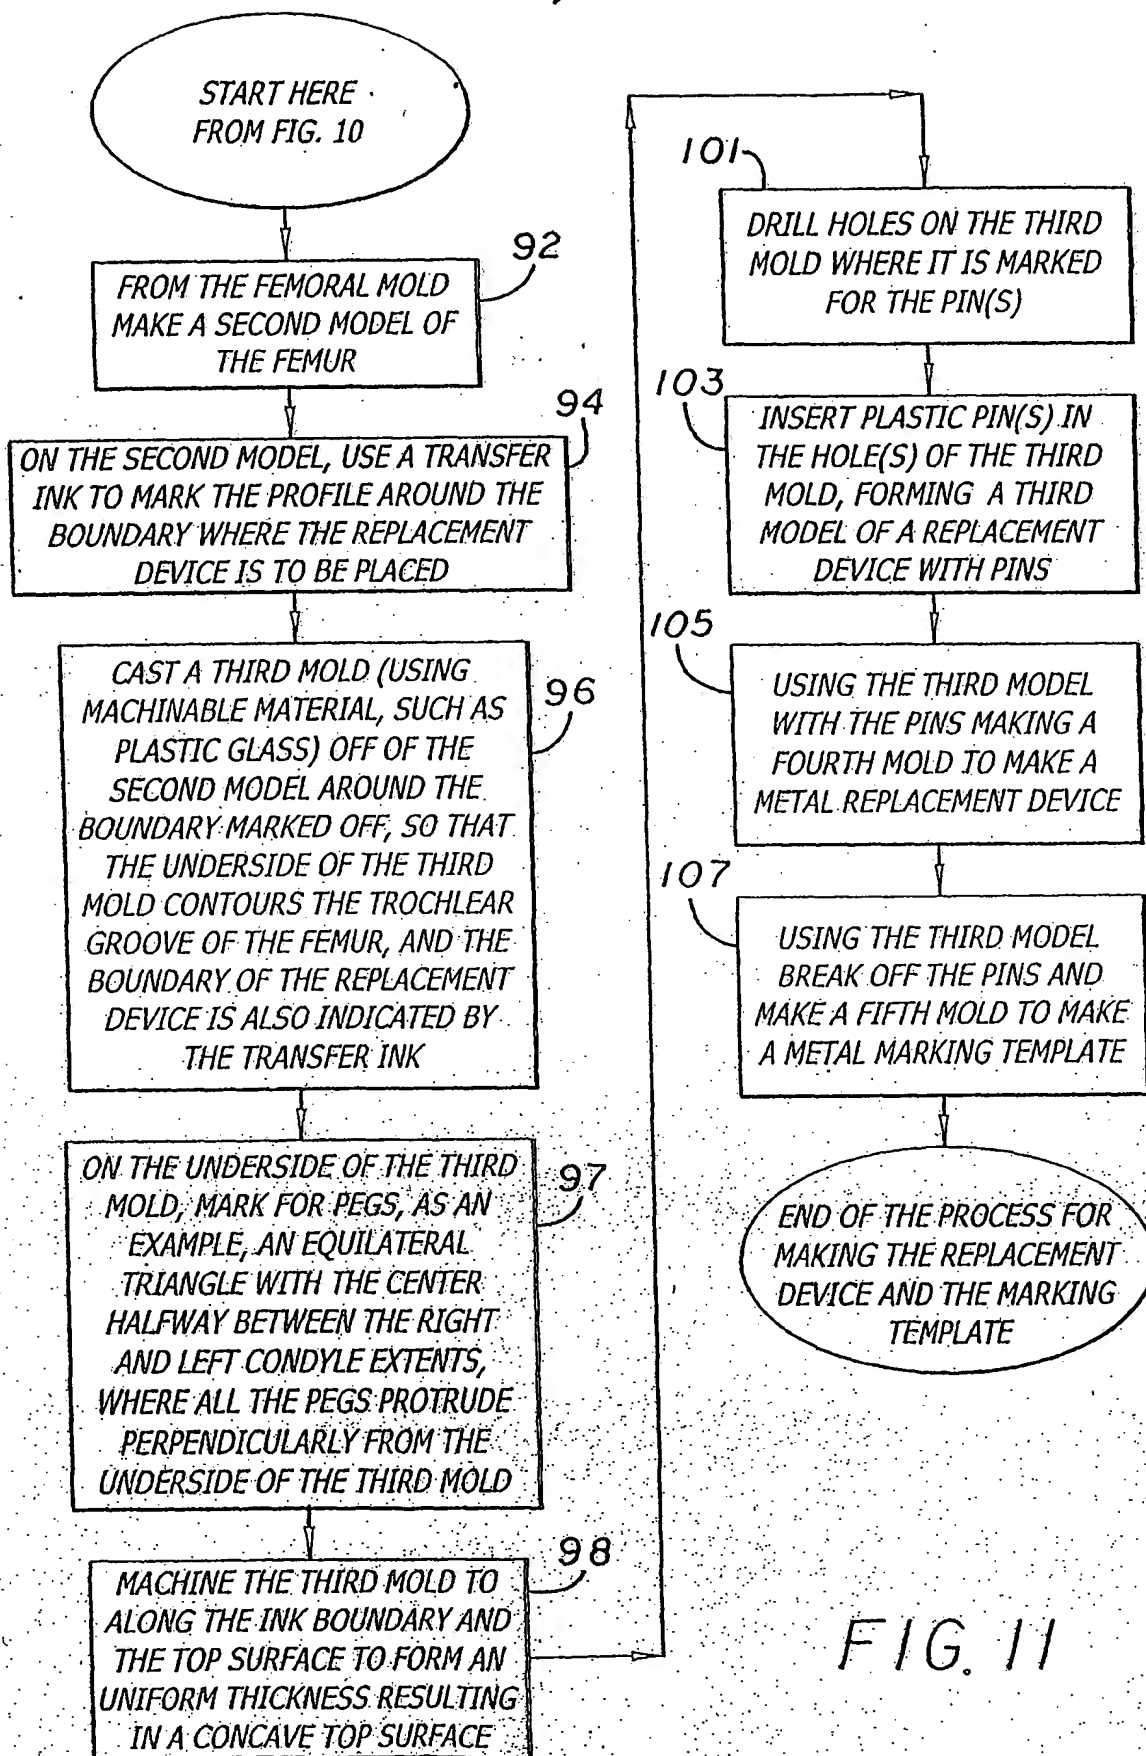 START HERE
FROM FIG. 10
92
FROM THE FEMORAL MOLD
MAKE A SECOND MODEL OF
THE FEMUR
94
ON THE SECOND MODEL, USE A TRANSFER
INK TO MARK THE PROFILE AROUND THE
BOUNDARY WHERE THE REPLACEMENT
DEVICE IS TO BE PLACED
96
CAST A THIRD MOLD (USING
MACHINABLE MATERIAL, SUCH AS
PLASTIC GLASS) OFF OF THE
SECOND MODEL AROUND THE
BOUNDARY MARKED OFF, SO THAT
THE UNDERSIDE OF THE THIRD
MOLD CONTOURS THE TROCHLEAR
GROOVE OF THE FEMUR, AND THE
BOUNDARY OF THE REPLACEMENT
DEVICE IS ALSO INDICATED BY
THE TRANSFER INK
97
ON THE UNDERSIDE OF THE THIRD
MOLD, MARK FOR PEGS, AS AN
EXAMPLE, AN EQUILATERAL
TRIANGLE WITH THE CENTER
HALFWAY BETWEEN THE RIGHT
AND LEFT CONDYLE EXTENTS,
WHERE ALL THE PEGS PROTRUDE
PERPENDICULARLY FROM THE
UNDERSIDE OF THE THIRD MOLD
98
MACHINE THE THIRD MOLD TO
ALONG THE INK BOUNDARY AND
THE TOP SURFACE TO FORM AN
UNIFORM THICKNESS RESULTING
IN A CONCAVE TOP SURFACE
101
DRILL HOLES ON THE THIRD
MOLD WHERE IT IS MARKED
FOR THE PIN(S)
103
INSERT PLASTIC PIN(S) IN
THE HOLE(S) OF THE THIRD
MOLD, FORMING A THIRD
MODEL OF A REPLACEMENT
DEVICE WITH PINS
105
USING THE THIRD MODEL
WITH THE PINS MAKING A
FOURTH MOLD TO MAKE A
METAL REPLACEMENT DEVICE
107
USING THE THIRD MODEL
BREAK OFF THE PINS AND
MAKE A FIFTH MOLD TO MAKE
A METAL MARKING TEMPLATE
END OF THE PROCESS FOR
MAKING THE REPLACEMENT
DEVICE AND THE MARKING
TEMPLATE
FIG. 11